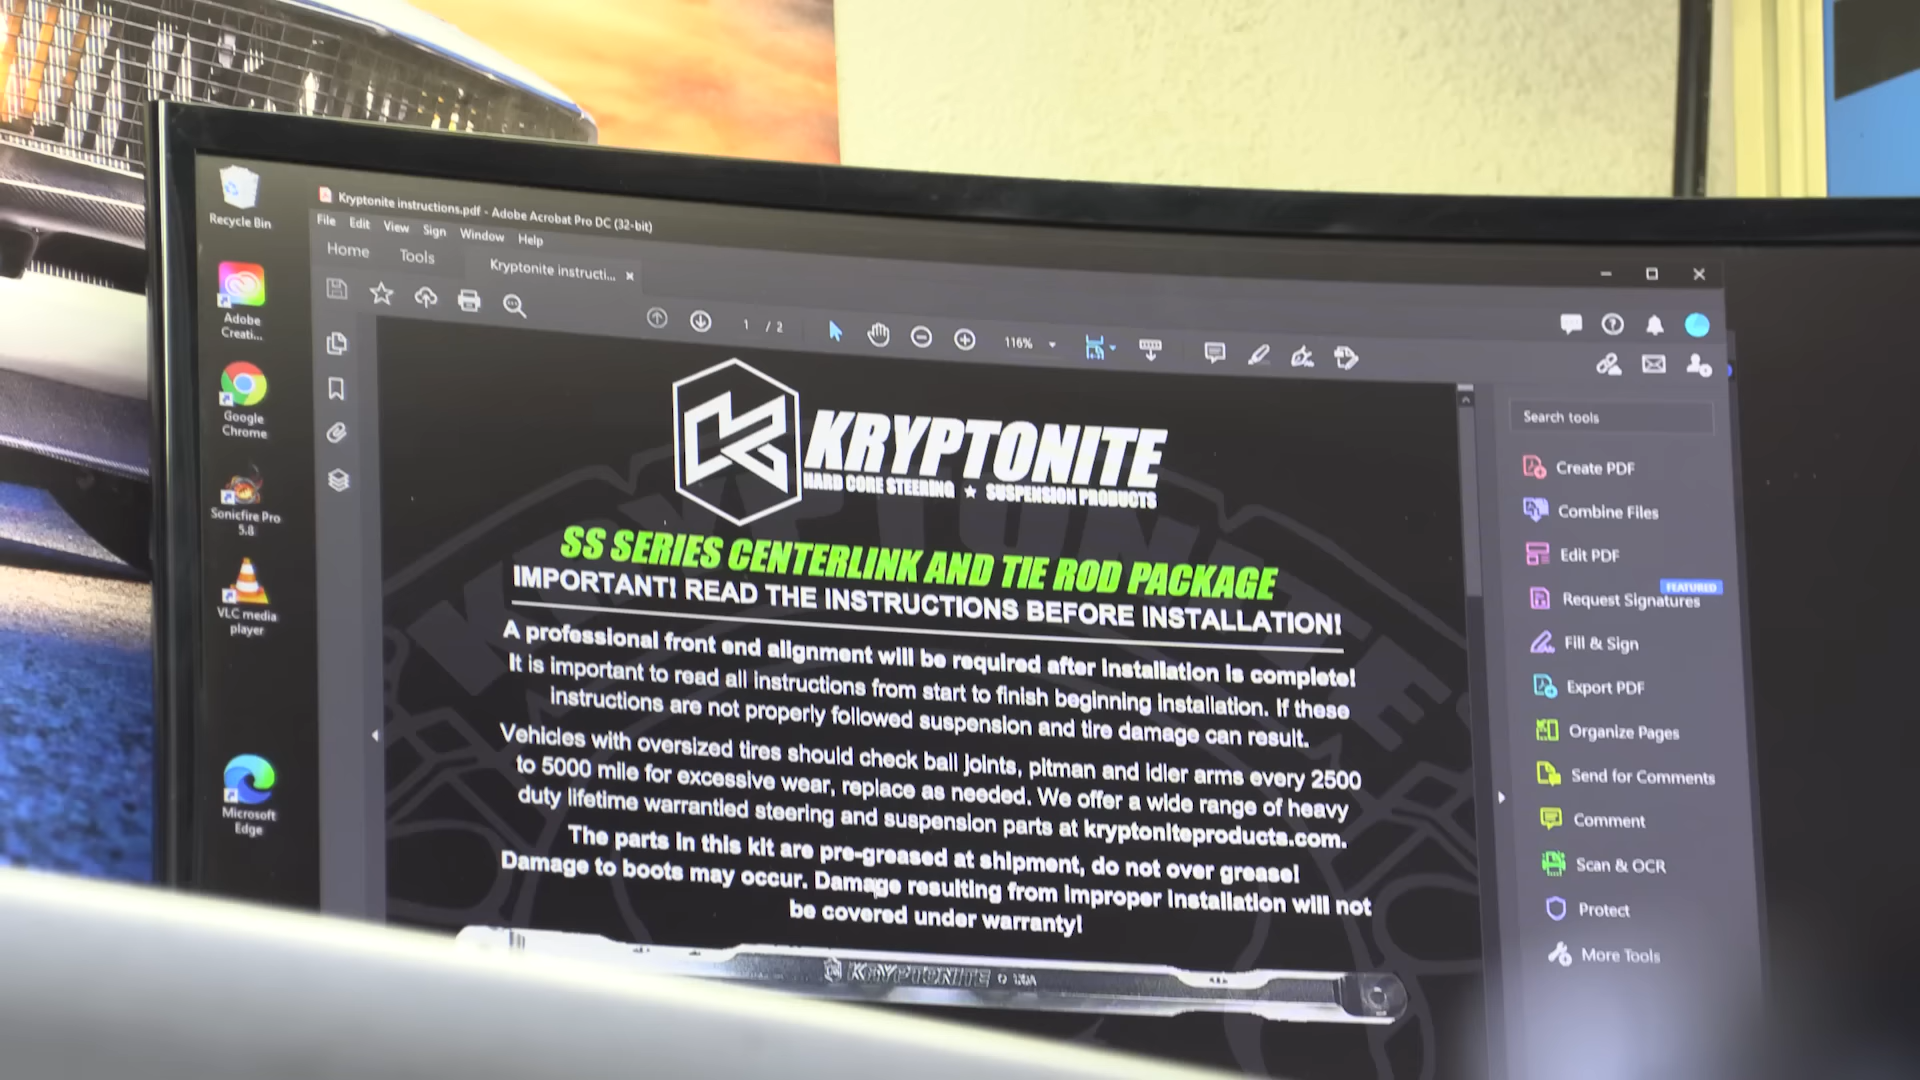 Recycle Bin
Adobe
Creati...
Google
Chrome
Sonicfire Pro
5.8
VLC media
player
Microsoft
Edge
Kryptonite instructions.pdf - Adobe Acrobat Pro DC (32-bit)
File Edit View Sign Window Help
Home Tools Kryptonite instructi... ×
1 / 2 116%
KRYPTONITE
HARD CORE STEERING ★ SUSPENSION PRODUCTS
SS SERIES CENTERLINK AND TIE ROD PACKAGE
IMPORTANT! READ THE INSTRUCTIONS BEFORE INSTALLATION!
A professional front end alignment will be required after installation is complete!
It is important to read all instructions from start to finish beginning installation. If these
instructions are not properly followed suspension and tire damage can result.
Vehicles with oversized tires should check ball joints, pitman and idler arms every 2500
to 5000 mile for excessive wear, replace as needed. We offer a wide range of heavy
duty lifetime warrantied steering and suspension parts at kryptoniteproducts.com.
The parts in this kit are pre-greased at shipment, do not over grease!
Damage to boots may occur. Damage resulting from improper installation will not
be covered under warranty!
KRYPTONITE
Search tools
Create PDF
Combine Files
Edit PDF
FEATURED
Request Signatures
Fill & Sign
Export PDF
Organize Pages
Send for Comments
Comment
Scan & OCR
Protect
More Tools